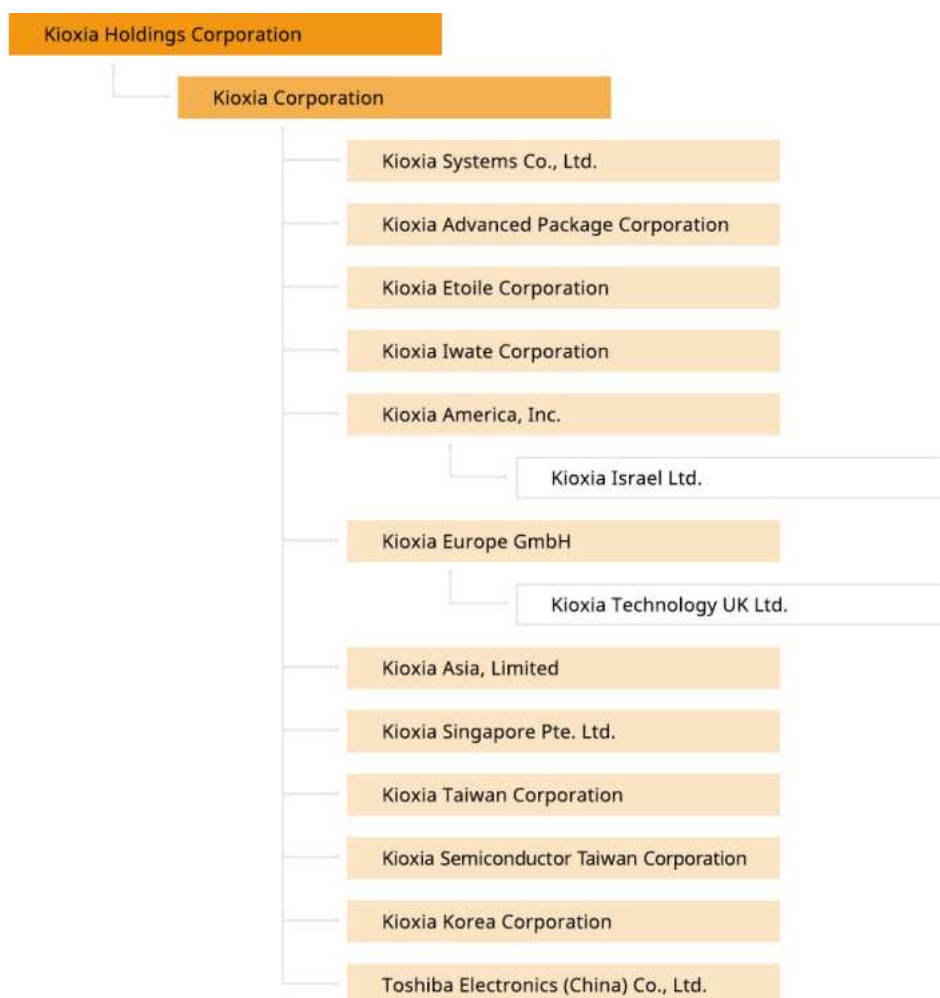 Kioxia Holdings Corporation
Kioxia Corporation
Kioxia Systems Co., Ltd.
Kioxia Advanced Package Corporation
Kioxia Etoile Corporation
Kioxia Iwate Corporation
Kioxia America, Inc.
Kioxia Israel Ltd.
Kioxia Europe GmbH
Kioxia Technology UK Ltd.
Kioxia Asia, Limited
Kioxia Singapore Pte. Ltd.
Kioxia Taiwan Corporation
Kioxia Semiconductor Taiwan Corporation
Kioxia Korea Corporation
Toshiba Electronics (China) Co., Ltd.